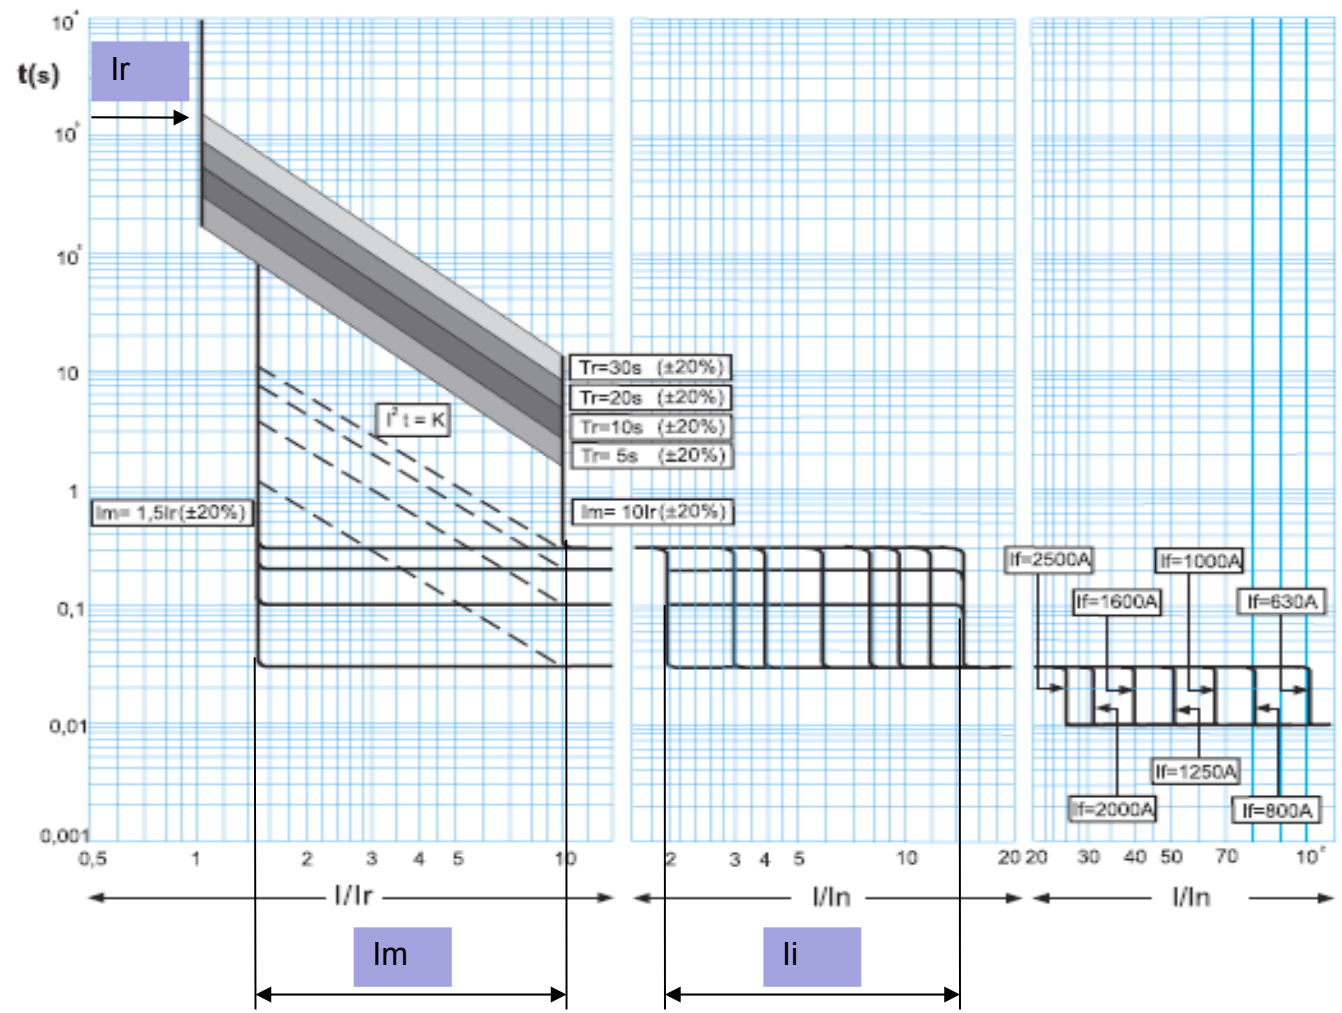 10⁴
t(s)
Ir
10³
10²
10
1
0,1
0,01
0,001
I² t = K
Tr=30s (±20%)
Tr=20s (±20%)
Tr=10s (±20%)
Tr= 5s (±20%)
Im= 1,5Ir(±20%)
Im= 10Ir(±20%)
If=2500A
If=1000A
If=1600A
If=630A
If=1250A
If=2000A
If=800A
0,5 1 2 3 4 5 10
2 3 4 5 10 20
20 30 40 50 70 10²
I/Ir
I/In
I/In
Im
Ii